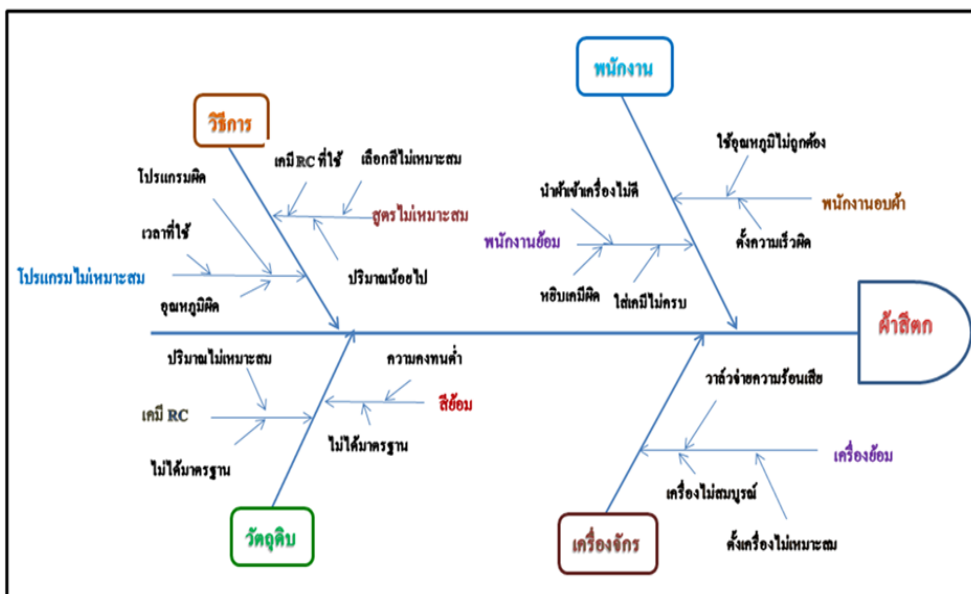 พนักงาน
วิธีการ
ใช้อุณหภูมิไม่ถูกต้อง
เคมี RC ที่ใช้
เลือกสีไม่เหมาะสม
โปรแกรมผิด
นำผ้าเข้าเครื่องไม่ดี
พนักงานอบผ้า
สูตรไม่เหมาะสม
เวลาที่ใช้
พนักงานย้อม
ตั้งความเร็วผิด
โปรแกรมไม่เหมาะสม
ปริมาณน้อยไป
อุณหภูมิผิด
หยิบเคมีผิด
ใส่เคมีไม่ครบ
ผ้าสีตก
ปริมาณไม่เหมาะสม
ความคงทนต่ำ
วาล์วจ่ายความร้อนเสีย
เคมี RC
สีย้อม
ไม่ได้มาตรฐาน
เครื่องย้อม
ไม่ได้มาตรฐาน
เครื่องไม่สมบูรณ์
วัตถุดิบ
เครื่องจักร
ตั้งเครื่องไม่เหมาะสม